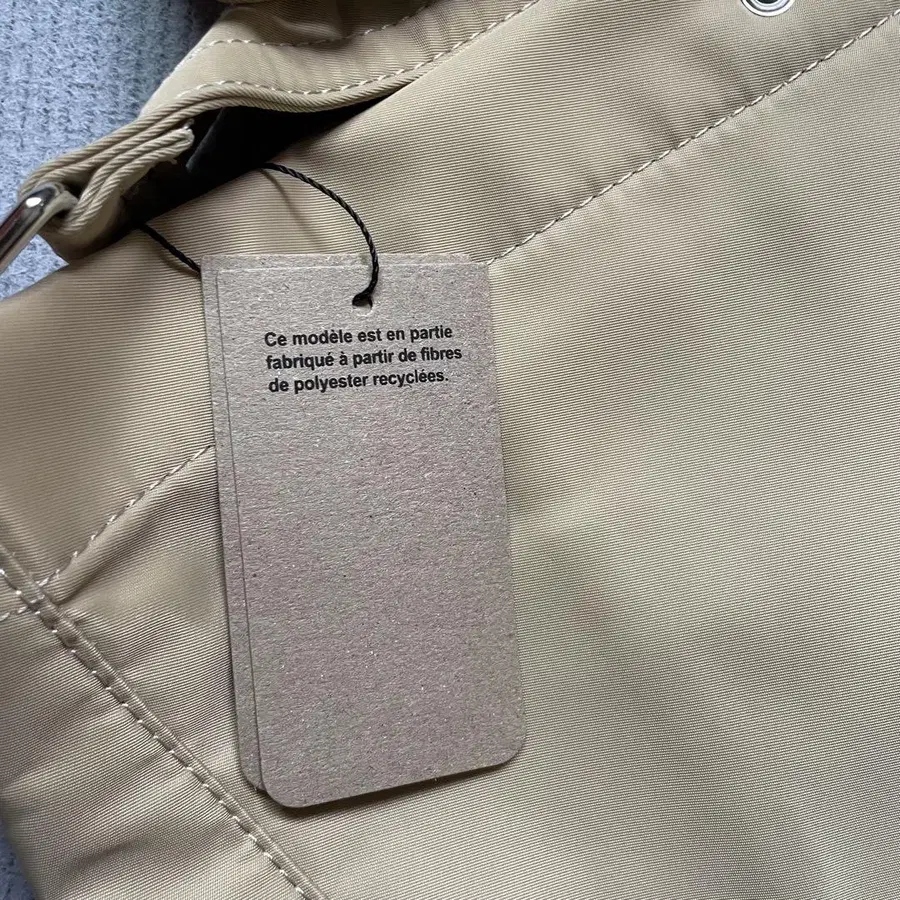 Ce modèle est en partie
fabriqué à partir de fibres
de polyester recyclées.